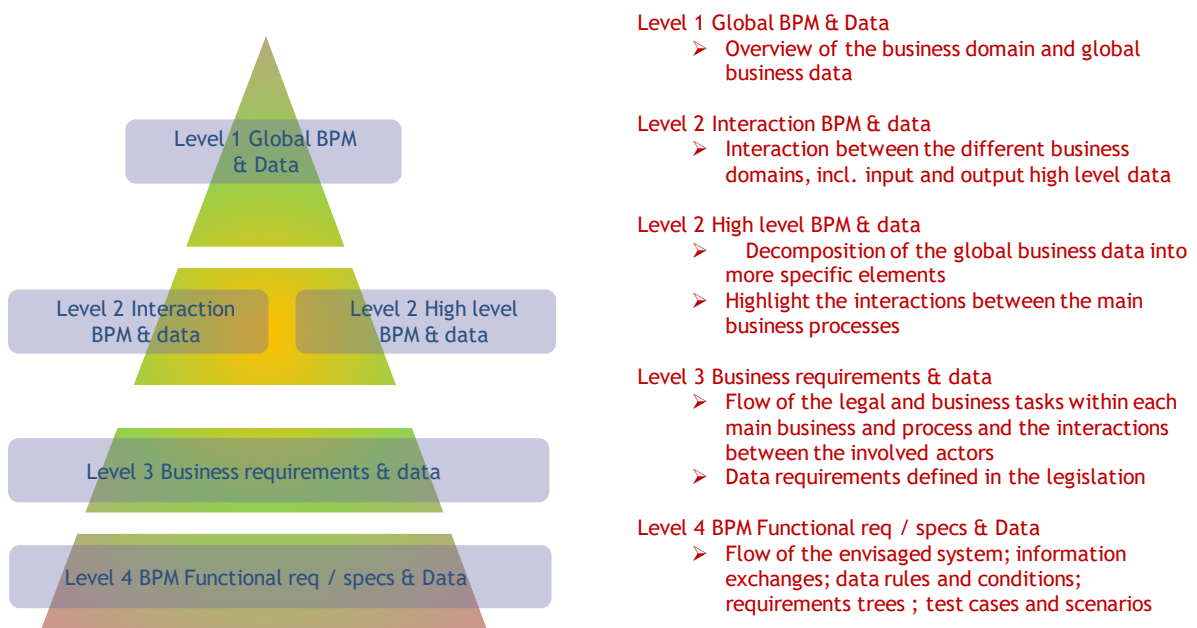 Level 1 Global BPM
& Data
Level 2 Interaction
BPM & data
Level 2 High level
BPM & data
Level 3 Business requirements & data
Level 4 BPM Functional req / specs & Data
Level 1 Global BPM & Data
➢ Overview of the business domain and global
business data
Level 2 Interaction BPM & data
➢ Interaction between the different business
domains, incl. input and output high level data
Level 2 High level BPM & data
➢ Decomposition of the global business data into
more specific elements
➢ Highlight the interactions between the main
business processes
Level 3 Business requirements & data
➢ Flow of the legal and business tasks within each
main business and process and the interactions
between the involved actors
➢ Data requirements defined in the legislation
Level 4 BPM Functional req / specs & Data
➢ Flow of the envisaged system; information
exchanges; data rules and conditions;
requirements trees ; test cases and scenarios